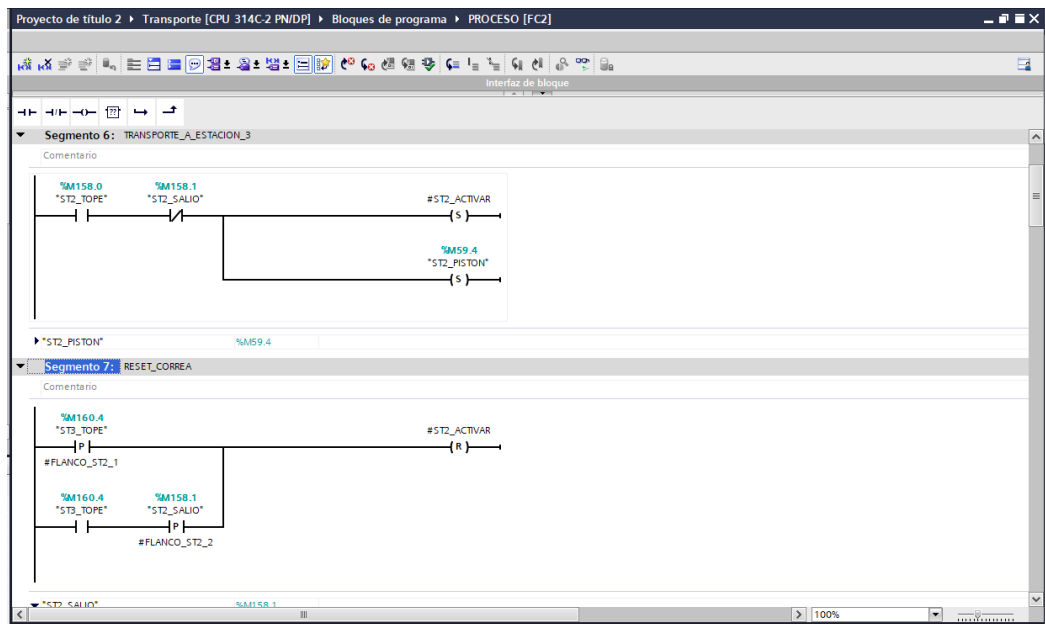 Proyecto de título 2 ▸ Transporte [CPU 314C-2 PN/DP] ▸ Bloques de programa ▸ PROCESO [FC2]
Interfaz de bloque
Segmento 6: TRANSPORTE_A_ESTACION_3
Comentario
%M158.0 %M158.1
"ST2_TOPE" "ST2_SALIO" #ST2_ACTIVAR
S
%M59.4
"ST2_PISTON"
S
"ST2_PISTON" %M59.4
Segmento 7: RESET_CORREA
Comentario
%M160.4
"ST3_TOPE" #ST2_ACTIVAR
P R
#FLANCO_ST2_1
%M160.4 %M158.1
"ST3_TOPE" "ST2_SALIO"
P
#FLANCO_ST2_2
"ST2_SALIO" %M158.1
100%